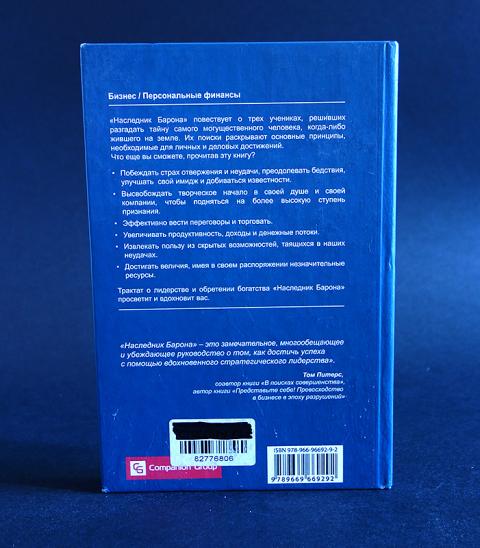 Бизнес / Персональные финансы
«Наследник Барона» повествует о трех учениках, решивших
разгадать тайну самого могущественного человека, когда-либо
жившего на земле. Их поиски раскрывают основные принципы,
необходимые для личных и деловых достижений.
Что еще вы сможете, прочитав эту книгу?
• Побеждать страх отвержения и неудачи, преодолевать бедствия,
улучшать свой имидж и добиваться известности.
• Высвобождать творческое начало в своей душе и своей
компании, чтобы подняться на более высокую ступень
признания.
• Эффективно вести переговоры и торговать.
• Увеличивать продуктивность, доходы и денежные потоки.
• Извлекать пользу из скрытых возможностей, таящихся в наших
неудачах.
• Достигать величия, имея в своем распоряжении незначительные
ресурсы.
Трактат о лидерстве и обретении богатства «Наследник Барона»
просветит и вдохновит вас.
«Наследник Барона» – это замечательное, многообещающее
и убеждающее руководство о том, как достичь успеха
с помощью вдохновенного стратегического лидерства».
Том Питерс,
соавтор книги «В поисках совершенства»,
автор книги «Представьте себе! Превосходство
в бизнесе в эпоху разрушений»
62776806
CG Companion Group
ISBN 978-966-96692-9-2
9789669669292